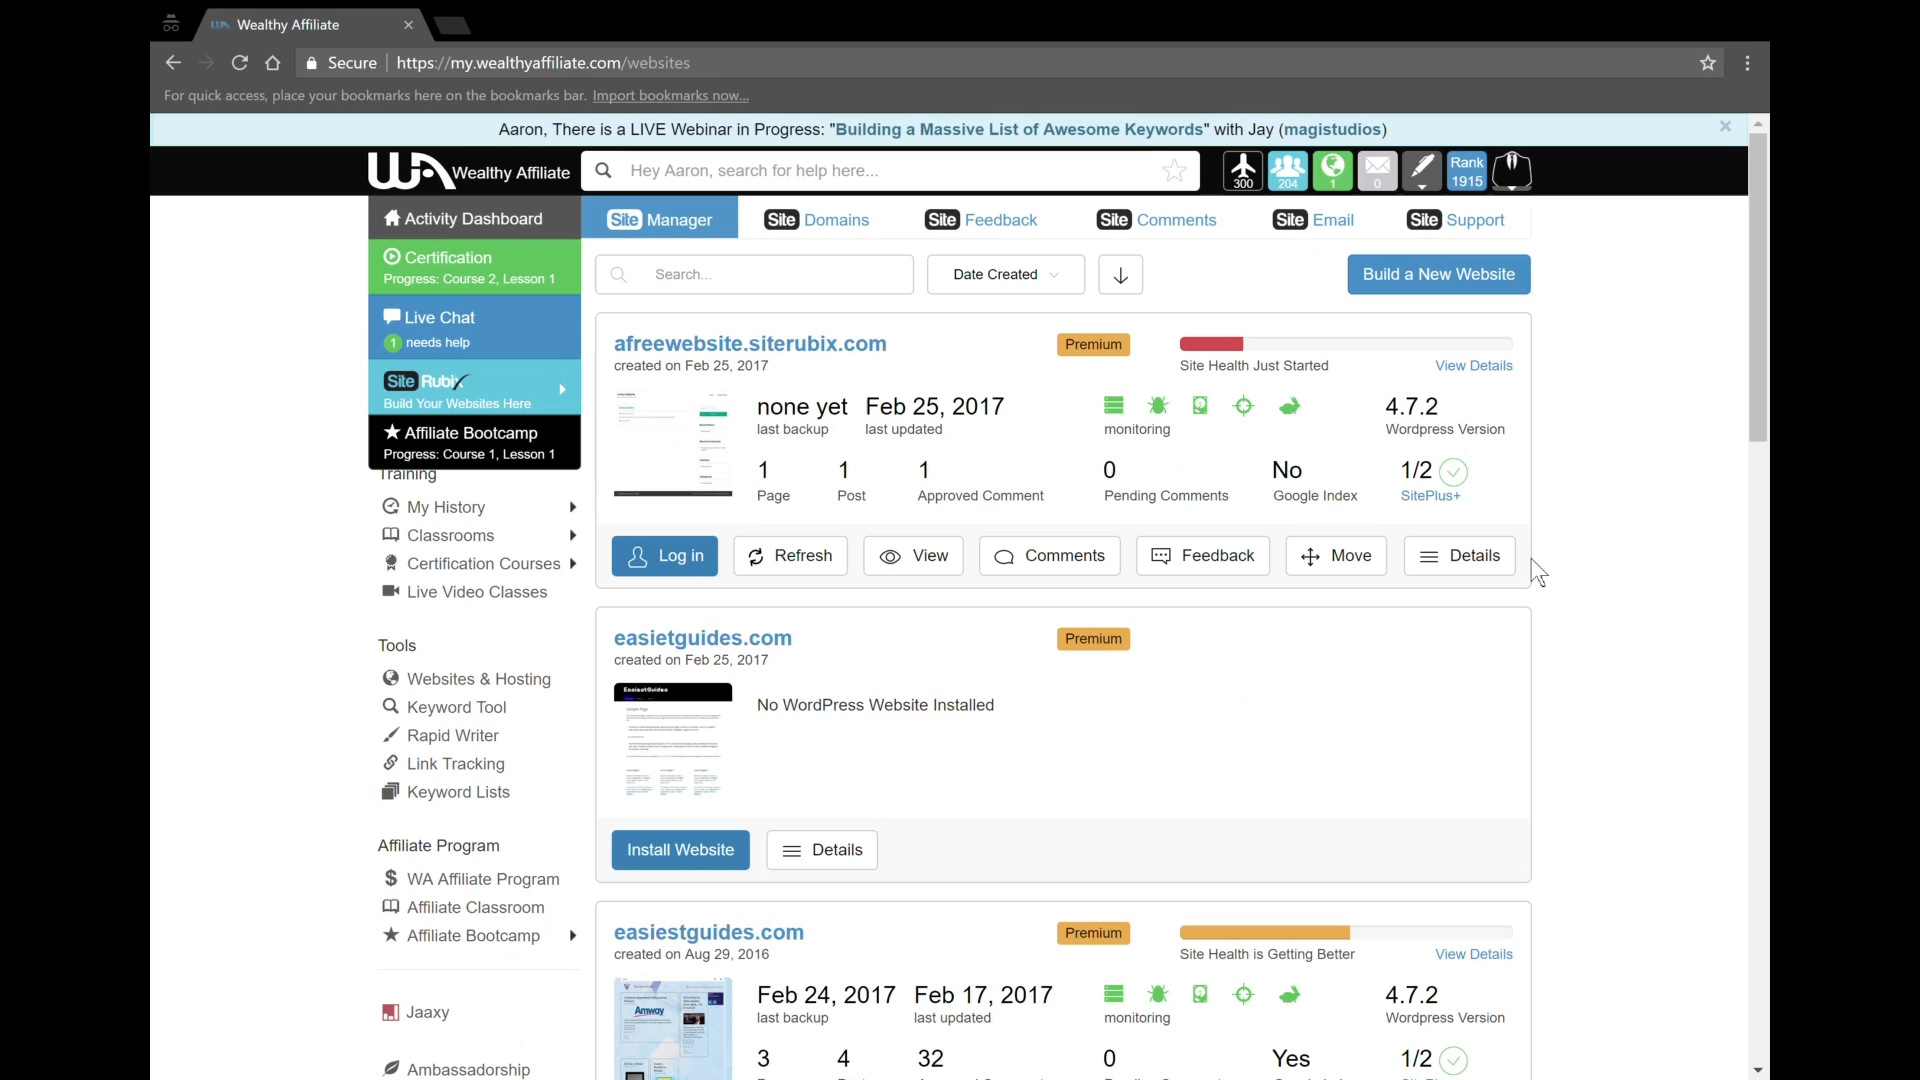 Wealthy Affiliate
Secure https://my.wealthyaffiliate.com/websites
For quick access, place your bookmarks here on the bookmarks bar. Import bookmarks now...
Aaron, There is a LIVE Webinar in Progress: "Building a Massive List of Awesome Keywords" with Jay (magistudios)
WA Wealthy Affiliate
Hey Aaron, search for help here...
300
204
1
0
Rank
1915
Activity Dashboard
Certification
Progress: Course 2, Lesson 1
Live Chat
1 needs help
Site Rubix
Build Your Websites Here
Affiliate Bootcamp
Progress: Course 1, Lesson 1
Training
My History
Classrooms
Certification Courses
Live Video Classes
Tools
Websites & Hosting
Keyword Tool
Rapid Writer
Link Tracking
Keyword Lists
Affiliate Program
WA Affiliate Program
Affiliate Classroom
Affiliate Bootcamp
Jaaxy
Ambassadorship
Site Manager
Site Domains
Site Feedback
Site Comments
Site Email
Site Support
Search...
Date Created
Build a New Website
afreewebsite.siterubix.com
created on Feb 25, 2017
Premium
Site Health Just Started
View Details
none yet
last backup
Feb 25, 2017
last updated
monitoring
4.7.2
Wordpress Version
1
Page
1
Post
1
Approved Comment
0
Pending Comments
No
Google Index
1/2
SitePlus+
Log in
Refresh
View
Comments
Feedback
Move
Details
easietguides.com
created on Feb 25, 2017
Premium
EasiestGuides
No WordPress Website Installed
Install Website
Details
easiestguides.com
created on Aug 29, 2016
Premium
Site Health is Getting Better
View Details
Amway
Feb 24, 2017
last backup
Feb 17, 2017
last updated
monitoring
4.7.2
Wordpress Version
3
4
32
0
Yes
1/2